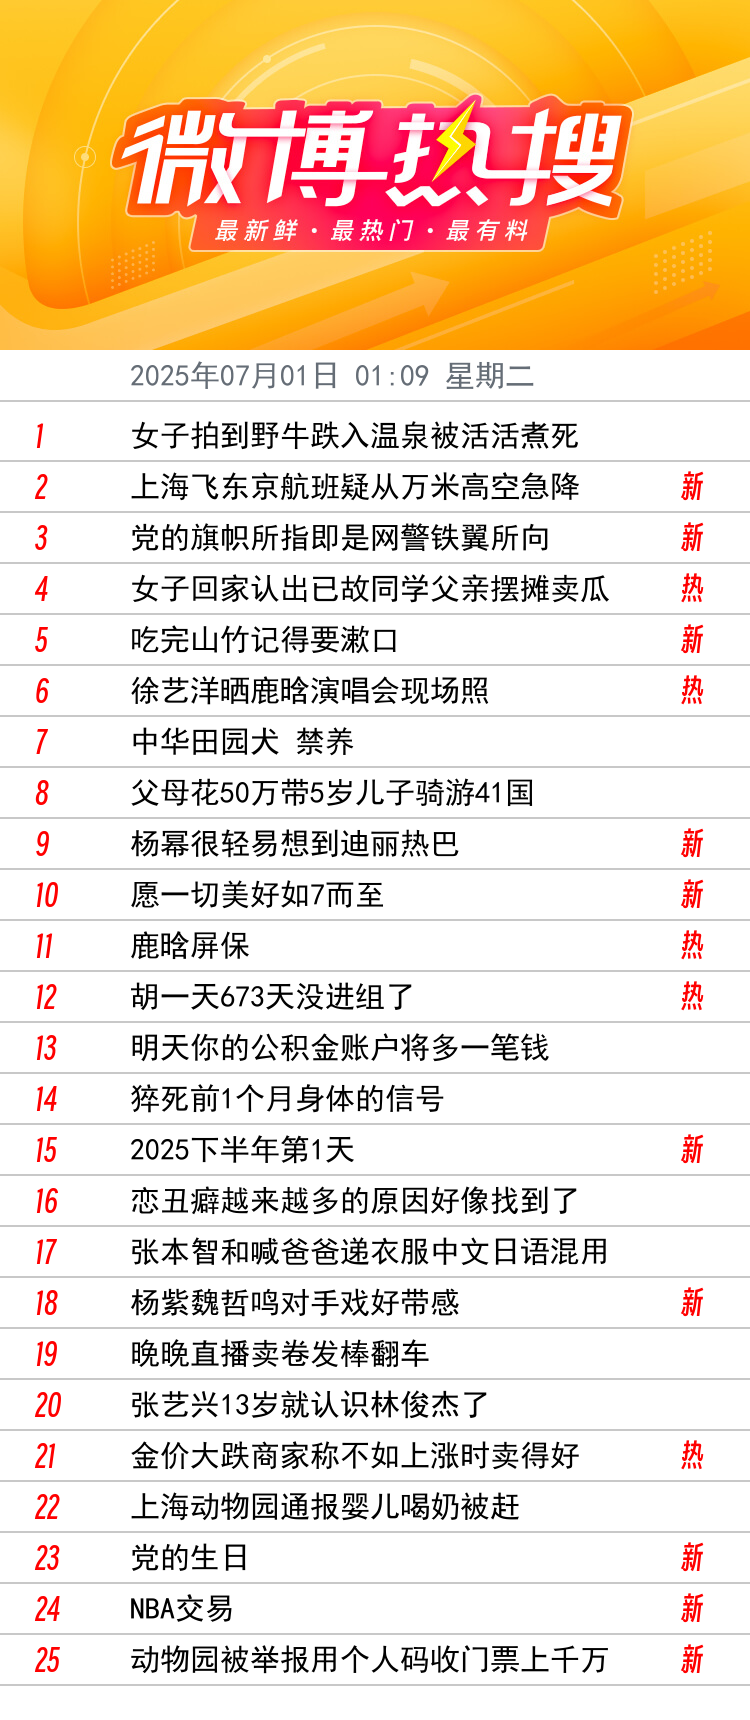 微博热搜
最新鲜·最热门·最有料
2025年07月01日 01:09 星期二
1 女子拍到野牛跌入温泉被活活煮死
2 上海飞东京航班疑从万米高空急降 新
3 党的旗帜所指即是网警铁翼所向 新
4 女子回家认出已故同学父亲摆摊卖瓜 热
5 吃完山竹记得要漱口 新
6 徐艺洋晒鹿晗演唱会现场照 热
7 中华田园犬 禁养
8 父母花50万带5岁儿子骑游41国
9 杨幂很轻易想到迪丽热巴 新
10 愿一切美好如7而至 新
11 鹿晗屏保 热
12 胡一天673天没进组了 热
13 明天你的公积金账户将多一笔钱
14 猝死前1个月身体的信号
15 2025下半年第1天 新
16 恋丑癖越来越多的原因好像找到了
17 张本智和喊爸爸递衣服中文日语混用
18 杨紫魏哲鸣对手戏好带感 新
19 晚晚直播卖卷发棒翻车
20 张艺兴13岁就认识林俊杰了
21 金价大跌商家称不如上涨时卖得好 热
22 上海动物园通报婴儿喝奶被赶
23 党的生日 新
24 NBA交易 新
25 动物园被举报用个人码收门票上千万 新